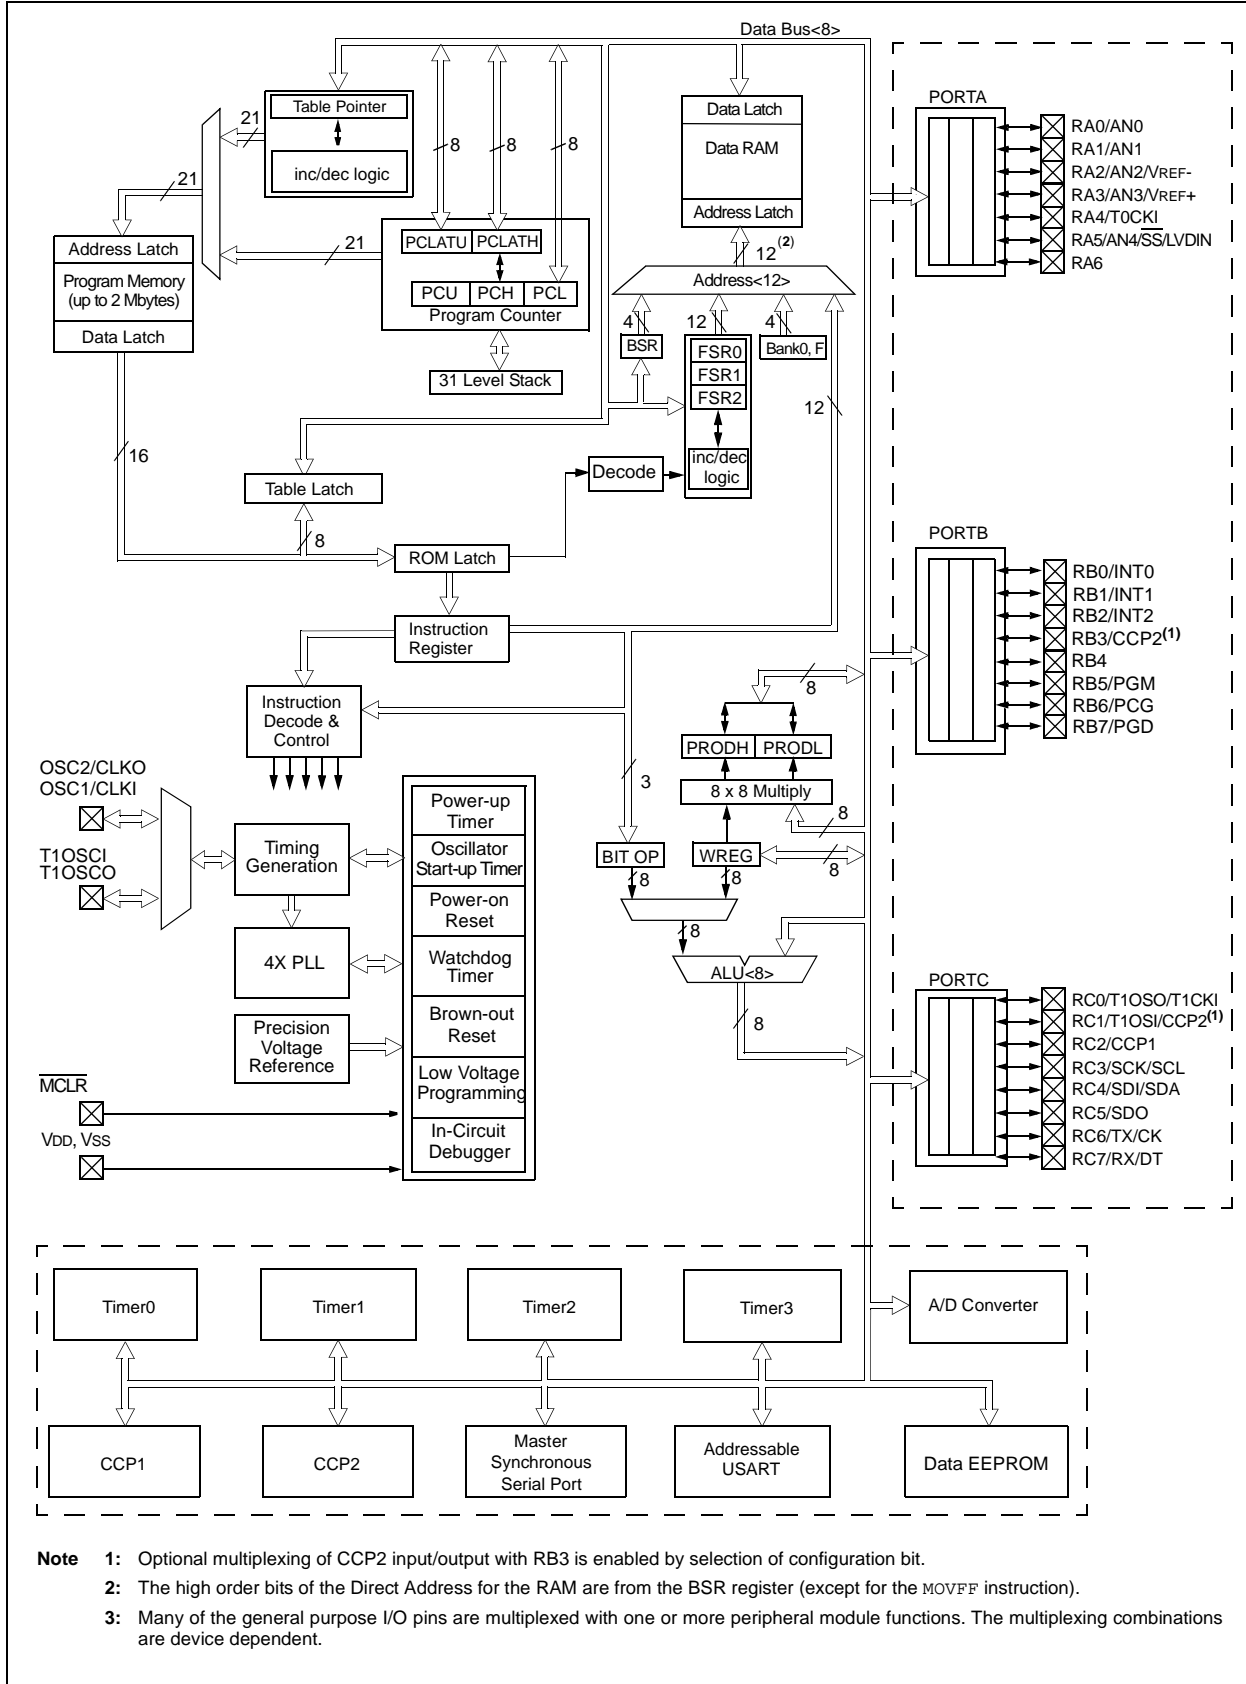 Data Bus<8>
PORTA
Table Pointer
Data Latch
21
8
8
8
RA0/AN0
inc/dec logic
Data RAM
RA1/AN1
RA2/AN2/VREF-
21
RA3/AN3/VREF+
Address Latch
RA4/T0CKI
21
PCLATU
PCLATH
12(2)
RA5/AN4/SS/LVDIN
Address Latch
RA6
Program Memory
(up to 2 Mbytes)
Address<12>
PCU
PCH
PCL
Program Counter
4
12
4
Data Latch
BSR
FSR0
Bank0, F
FSR1
31 Level Stack
FSR2
12
16
inc/dec
logic
Decode
Table Latch
8
PORTB
ROM Latch
RB0/INT0
RB1/INT1
Instruction
Register
RB2/INT2
RB3/CCP2(1)
RB4
8
RB5/PGM
Instruction
Decode &
Control
RB6/PCG
RB7/PGD
PRODH
PRODL
OSC2/CLKO
OSC1/CLKI
3
8 x 8 Multiply
Power-up
Timer
8
T1OSCI
T1OSCO
Timing
Generation
Oscillator
Start-up Timer
BIT OP
WREG
8
8
8
Power-on
Reset
8
4X PLL
Watchdog
Timer
ALU<8>
PORTC
RC0/T1OSO/T1CKI
Brown-out
Reset
8
RC1/T1OSI/CCP2(1)
Precision
Voltage
Reference
RC2/CCP1
RC3/SCK/SCL
MCLR
Low Voltage
Programming
RC4/SDI/SDA
RC5/SDO
VDD, VSS
In-Circuit
Debugger
RC6/TX/CK
RC7/RX/DT
Timer0
Timer1
Timer2
Timer3
A/D Converter
CCP1
CCP2
Master
Synchronous
Serial Port
Addressable
USART
Data EEPROM
Note 1: Optional multiplexing of CCP2 input/output with RB3 is enabled by selection of configuration bit.
2: The high order bits of the Direct Address for the RAM are from the BSR register (except for the MOVFF instruction).
3: Many of the general purpose I/O pins are multiplexed with one or more peripheral module functions. The multiplexing combinations
are device dependent.